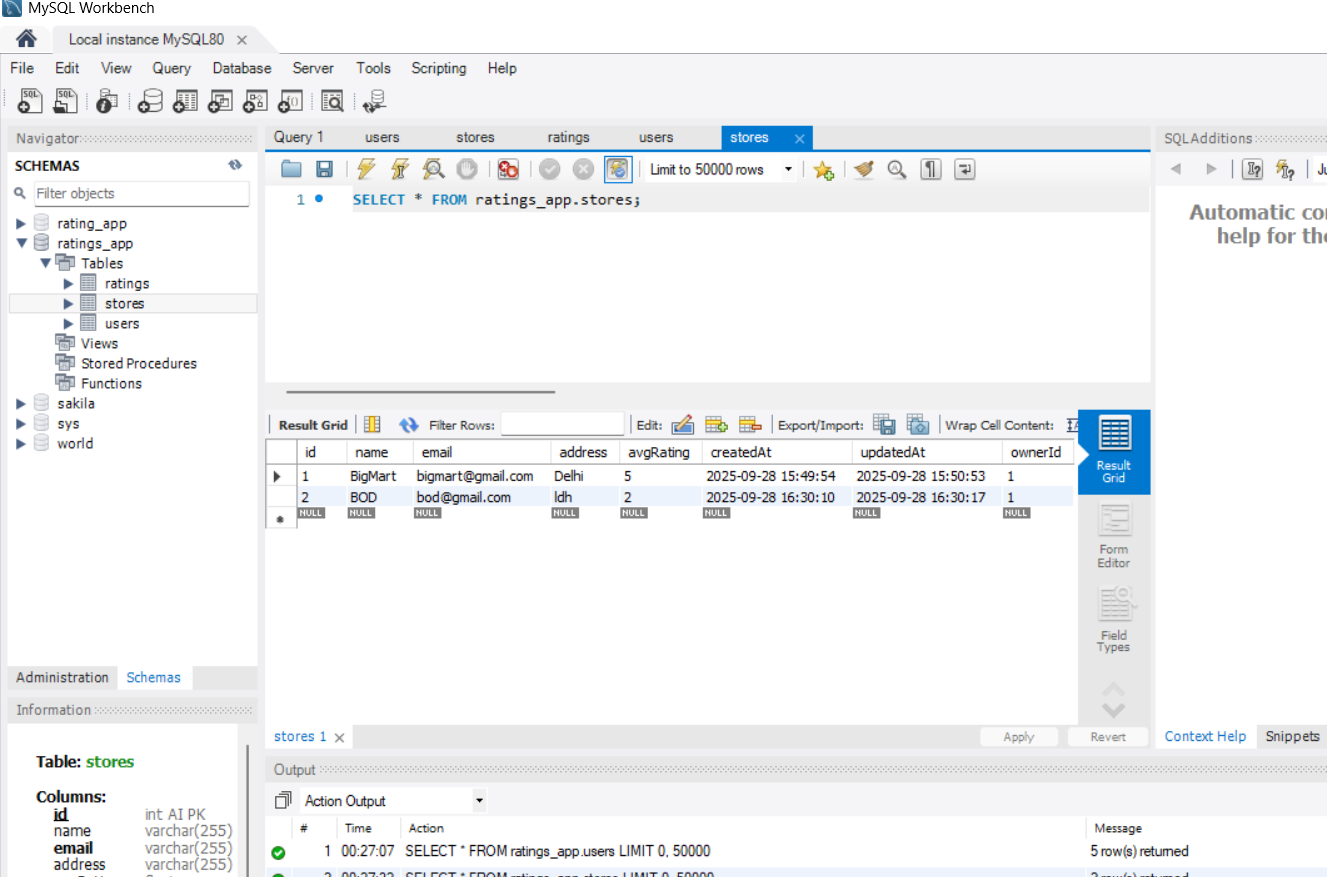 MySQL Workbench
Local instance MySQL80
File Edit View Query Database Server Tools Scripting Help
Navigator
SCHEMAS
Filter objects
rating_app
ratings_app
Tables
ratings
stores
users
Views
Stored Procedures
Functions
sakila
sys
world
Administration Schemas
Information
Table: stores
Columns:
id int AI PK
name varchar(255)
email varchar(255)
address varchar(255)
Query 1 users stores ratings users stores
Limit to 50000 rows
1 SELECT * FROM ratings_app.stores;
Result Grid Filter Rows: Edit: Export/Import: Wrap Cell Content:
id name email address avgRating createdAt updatedAt ownerId
1 BigMart bigmart@gmail.com Delhi 5 2025-09-28 15:49:54 2025-09-28 15:50:53 1
2 BOD bod@gmail.com ldh 2 2025-09-28 16:30:10 2025-09-28 16:30:17 1
NULL NULL NULL NULL NULL NULL NULL NULL
Result
Grid
Form
Editor
Field
Types
stores 1 Apply Revert
SQLAdditions
Automatic
help for
Context Help Snippets
Output
Action Output
# Time Action Message
1 00:27:07 SELECT * FROM ratings_app.users LIMIT 0, 50000 5 row(s) returned